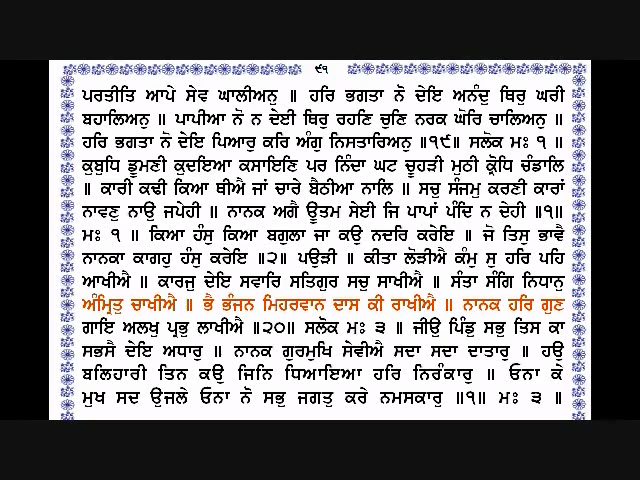 ੯੧
ਪਰਤੀਤਿ ਆਪੇ ਸੇਵ ਘਾਲੀਅਨੁ ॥ ਹਰਿ ਭਗਤਾ ਨੋ ਦੇਇ ਅਨੰਦੁ ਥਿਰੁ ਘਰੀ
ਬਹਾਲਿਅਨੁ ॥ ਪਾਪੀਆ ਨੋ ਨ ਦੇਈ ਥਿਰੁ ਰਹਣਿ ਚੁਣਿ ਨਰਕ ਘੋਰਿ ਚਾਲਿਅਨੁ ॥
ਹਰਿ ਭਗਤਾ ਨੋ ਦੇਇ ਪਿਆਰੁ ਕਰਿ ਅੰਗੁ ਨਿਸਤਾਰਿਅਨੁ ॥੧੯॥ ਸਲੋਕ ਮਃ ੧ ॥
ਕੁਬੁਧਿ ਡੂਮਣੀ ਕੁਦਇਆ ਕਸਾਇਣਿ ਪਰ ਨਿੰਦਾ ਘਟ ਚੂਹੜੀ ਮੁਠੀ ਕ੍ਰੋਧਿ ਚੰਡਾਲਿ
॥ ਕਾਰੀ ਕਢੀ ਕਿਆ ਥੀਐ ਜਾਂ ਚਾਰੇ ਬੈਠੀਆ ਨਾਲਿ ॥ ਸਚੁ ਸੰਜਮੁ ਕਰਣੀ ਕਾਰਾਂ
ਨਾਵਣੁ ਨਾਉ ਜਪੇਹੀ ॥ ਨਾਨਕ ਅਗੈ ਊਤਮ ਸੇਈ ਜਿ ਪਾਪਾਂ ਪੰਦਿ ਨ ਦੇਹੀ ॥੧॥
ਮਃ ੧ ॥ ਕਿਆ ਹੰਸੁ ਕਿਆ ਬਗੁਲਾ ਜਾ ਕਉ ਨਦਰਿ ਕਰੇਇ ॥ ਜੋ ਤਿਸੁ ਭਾਵੈ
ਨਾਨਕਾ ਕਾਗਹੁ ਹੰਸੁ ਕਰੇਇ ॥੨॥ ਪਉੜੀ ॥ ਕੀਤਾ ਲੋੜੀਐ ਕੰਮੁ ਸੁ ਹਰਿ ਪਹਿ
ਆਖੀਐ ॥ ਕਾਰਜੁ ਦੇਇ ਸਵਾਰਿ ਸਤਿਗੁਰ ਸਚੁ ਸਾਖੀਐ ॥ ਸੰਤਾ ਸੰਗਿ ਨਿਧਾਨੁ
ਅੰਮ੍ਰਿਤੁ ਚਾਖੀਐ ॥ ਭੈ ਭੰਜਨ ਮਿਹਰਵਾਨ ਦਾਸ ਕੀ ਰਾਖੀਐ ॥ ਨਾਨਕ ਹਰਿ ਗੁਣ
ਗਾਇ ਅਲਖੁ ਪ੍ਰਭੁ ਲਾਖੀਐ ॥੨੦॥ ਸਲੋਕ ਮਃ ੩ ॥ ਜੀਉ ਪਿੰਡੁ ਸਭੁ ਤਿਸ ਕਾ
ਸਭਸੈ ਦੇਇ ਅਧਾਰੁ ॥ ਨਾਨਕ ਗੁਰਮੁਖਿ ਸੇਵੀਐ ਸਦਾ ਸਦਾ ਦਾਤਾਰੁ ॥ ਹਉ
ਬਲਿਹਾਰੀ ਤਿਨ ਕਉ ਜਿਨਿ ਧਿਆਇਆ ਹਰਿ ਨਿਰੰਕਾਰੁ ॥ ਓਨਾ ਕੇ
ਮੁਖ ਸਦ ਉਜਲੇ ਓਨਾ ਨੋ ਸਭੁ ਜਗਤੁ ਕਰੇ ਨਮਸਕਾਰੁ ॥੧॥ ਮਃ ੩ ॥